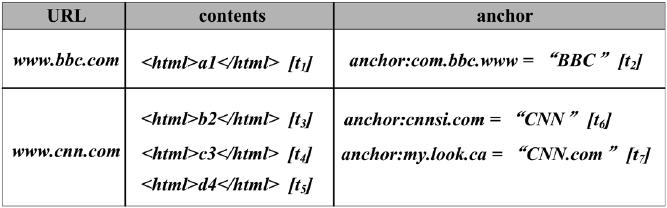 URL contents anchor
www.bbc.com <html>a1</html> [t1] anchor:com.bbc.www = “BBC” [t2]
<html>b2</html> [t3] anchor:cnnsi.com = “CNN” [t6]
www.cnn.com <html>c3</html> [t4] anchor:my.look.ca = “CNN.com” [t7]
<html>d4</html> [t5]